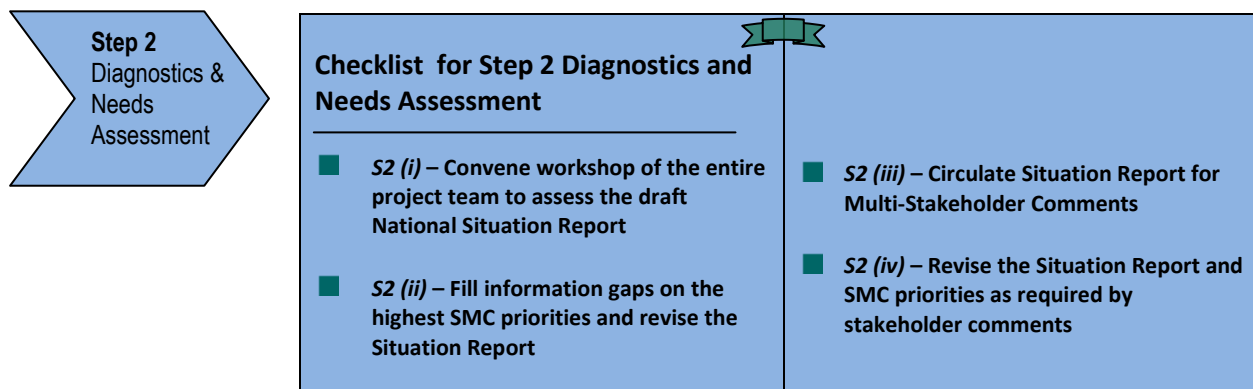 Step 2
Diagnostics &
Needs
Assessment
Checklist for Step 2 Diagnostics and
Needs Assessment
S2 (i) – Convene workshop of the entire
project team to assess the draft
National Situation Report
S2 (ii) – Fill information gaps on the
highest SMC priorities and revise the
Situation Report
S2 (iii) – Circulate Situation Report for
Multi-Stakeholder Comments
S2 (iv) – Revise the Situation Report and
SMC priorities as required by
stakeholder comments